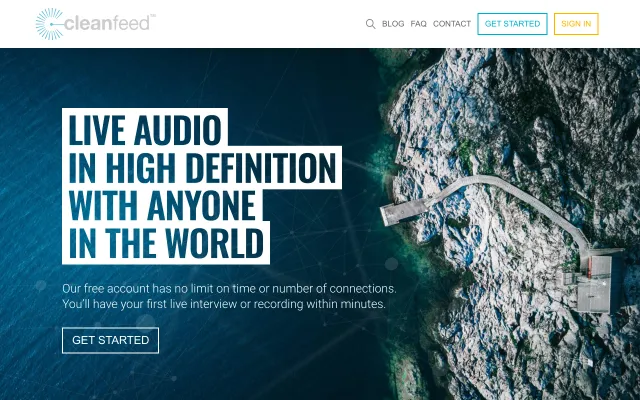 cleanfeed™
BLOG FAQ CONTACT GET STARTED SIGN IN
LIVE AUDIO
IN HIGH DEFINITION
WITH ANYONE
IN THE WORLD
Our free account has no limit on time or number of connections.
You'll have your first live interview or recording within minutes.
GET STARTED